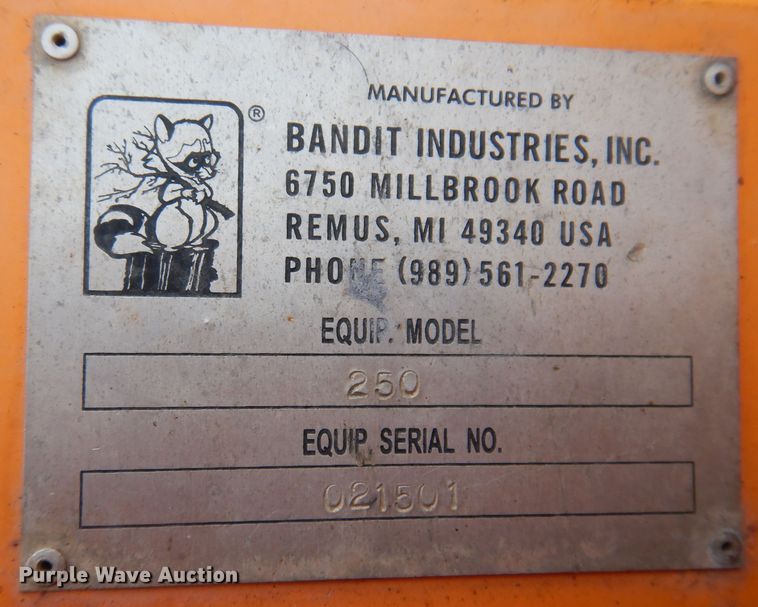 MANUFACTURED BY
®
BANDIT INDUSTRIES, INC.
6750 MILLBROOK ROAD
REMUS, MI 49340 USA
PHONE (989) 561-2270
EQUIP. MODEL
250
EQUIP. SERIAL NO.
021501
Purple Wave Auction